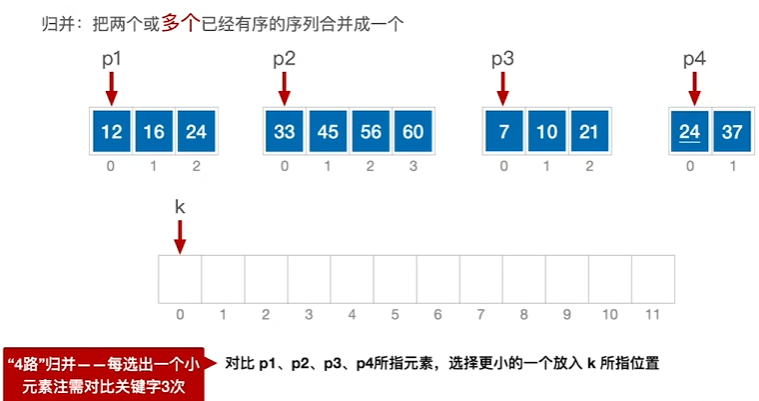 归并：把两个或多个已经有序的序列合并成一个
p1 p2 p3 p4
12 16 24 33 45 56 60 7 10 21 24 37
0 1 2 0 1 2 3 0 1 2 0 1
k
0 1 2 3 4 5 6 7 8 9 10 11
“4路”归并——每选出一个小
元素注需对比关键字3次
对比 p1、p2、p3、p4所指元素，选择更小的一个放入 k 所指位置